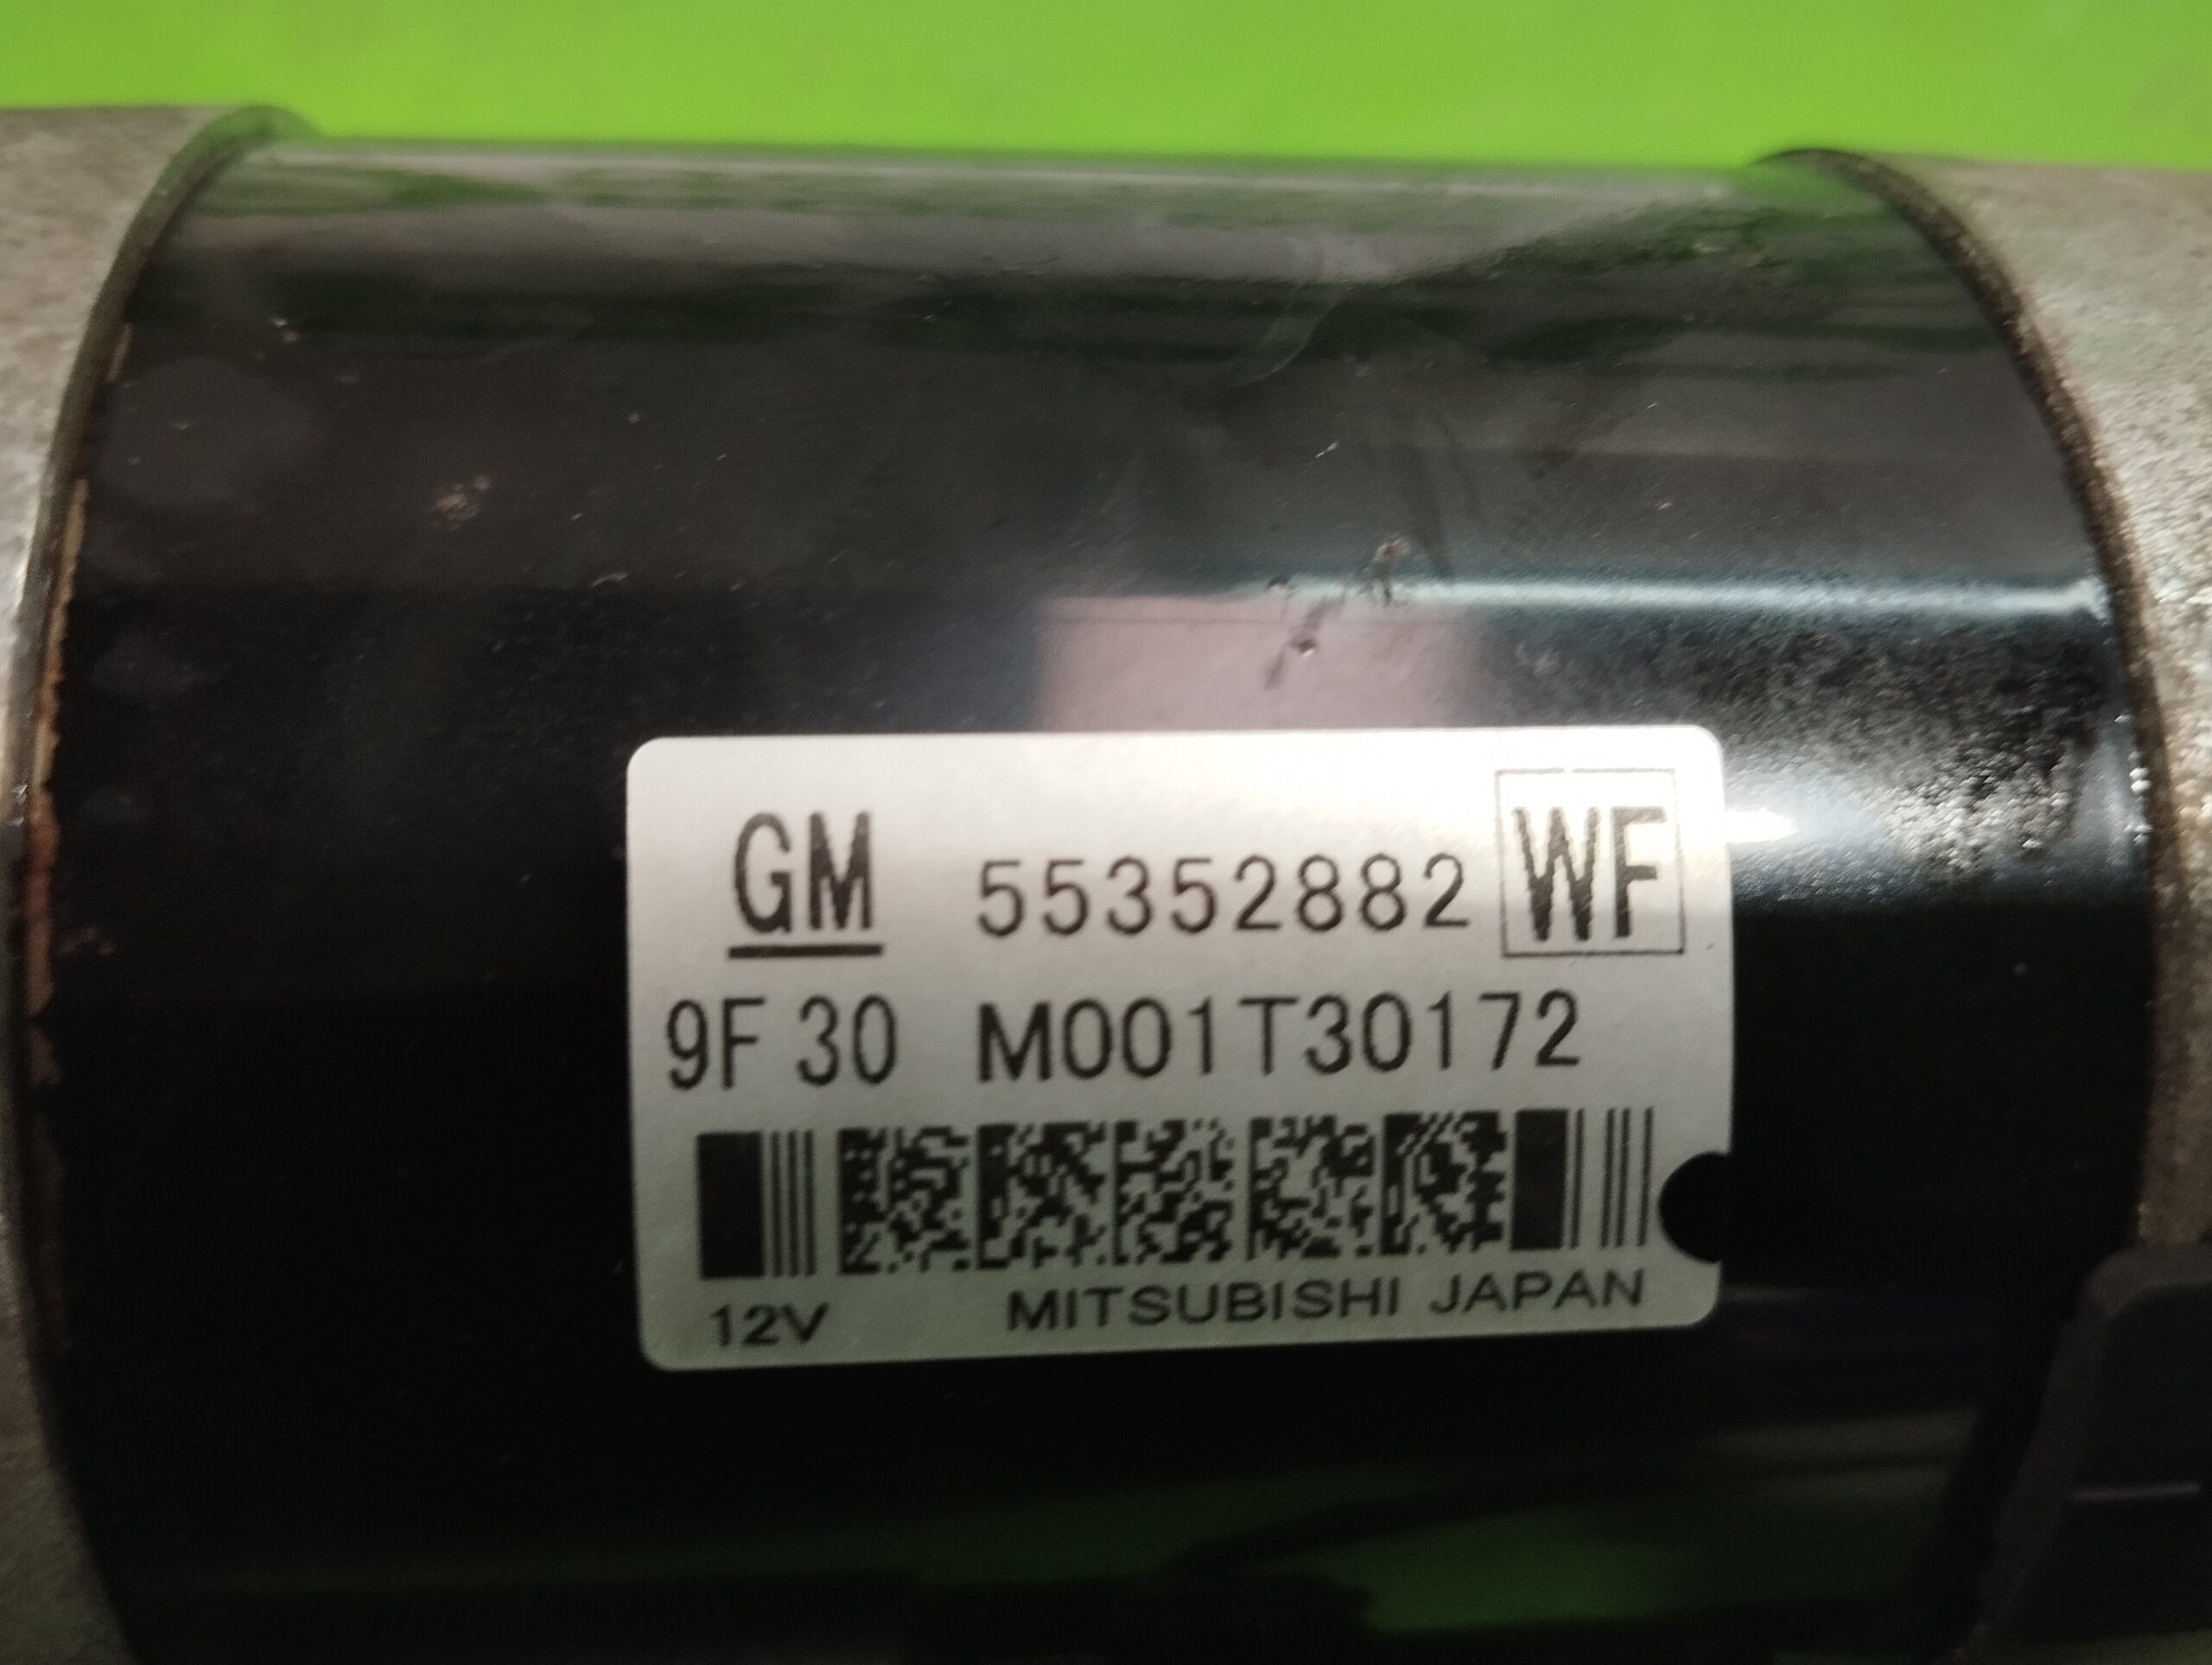 GM 55352882 WF
9F 30 M001T30172
12V MITSUBISHI JAPAN